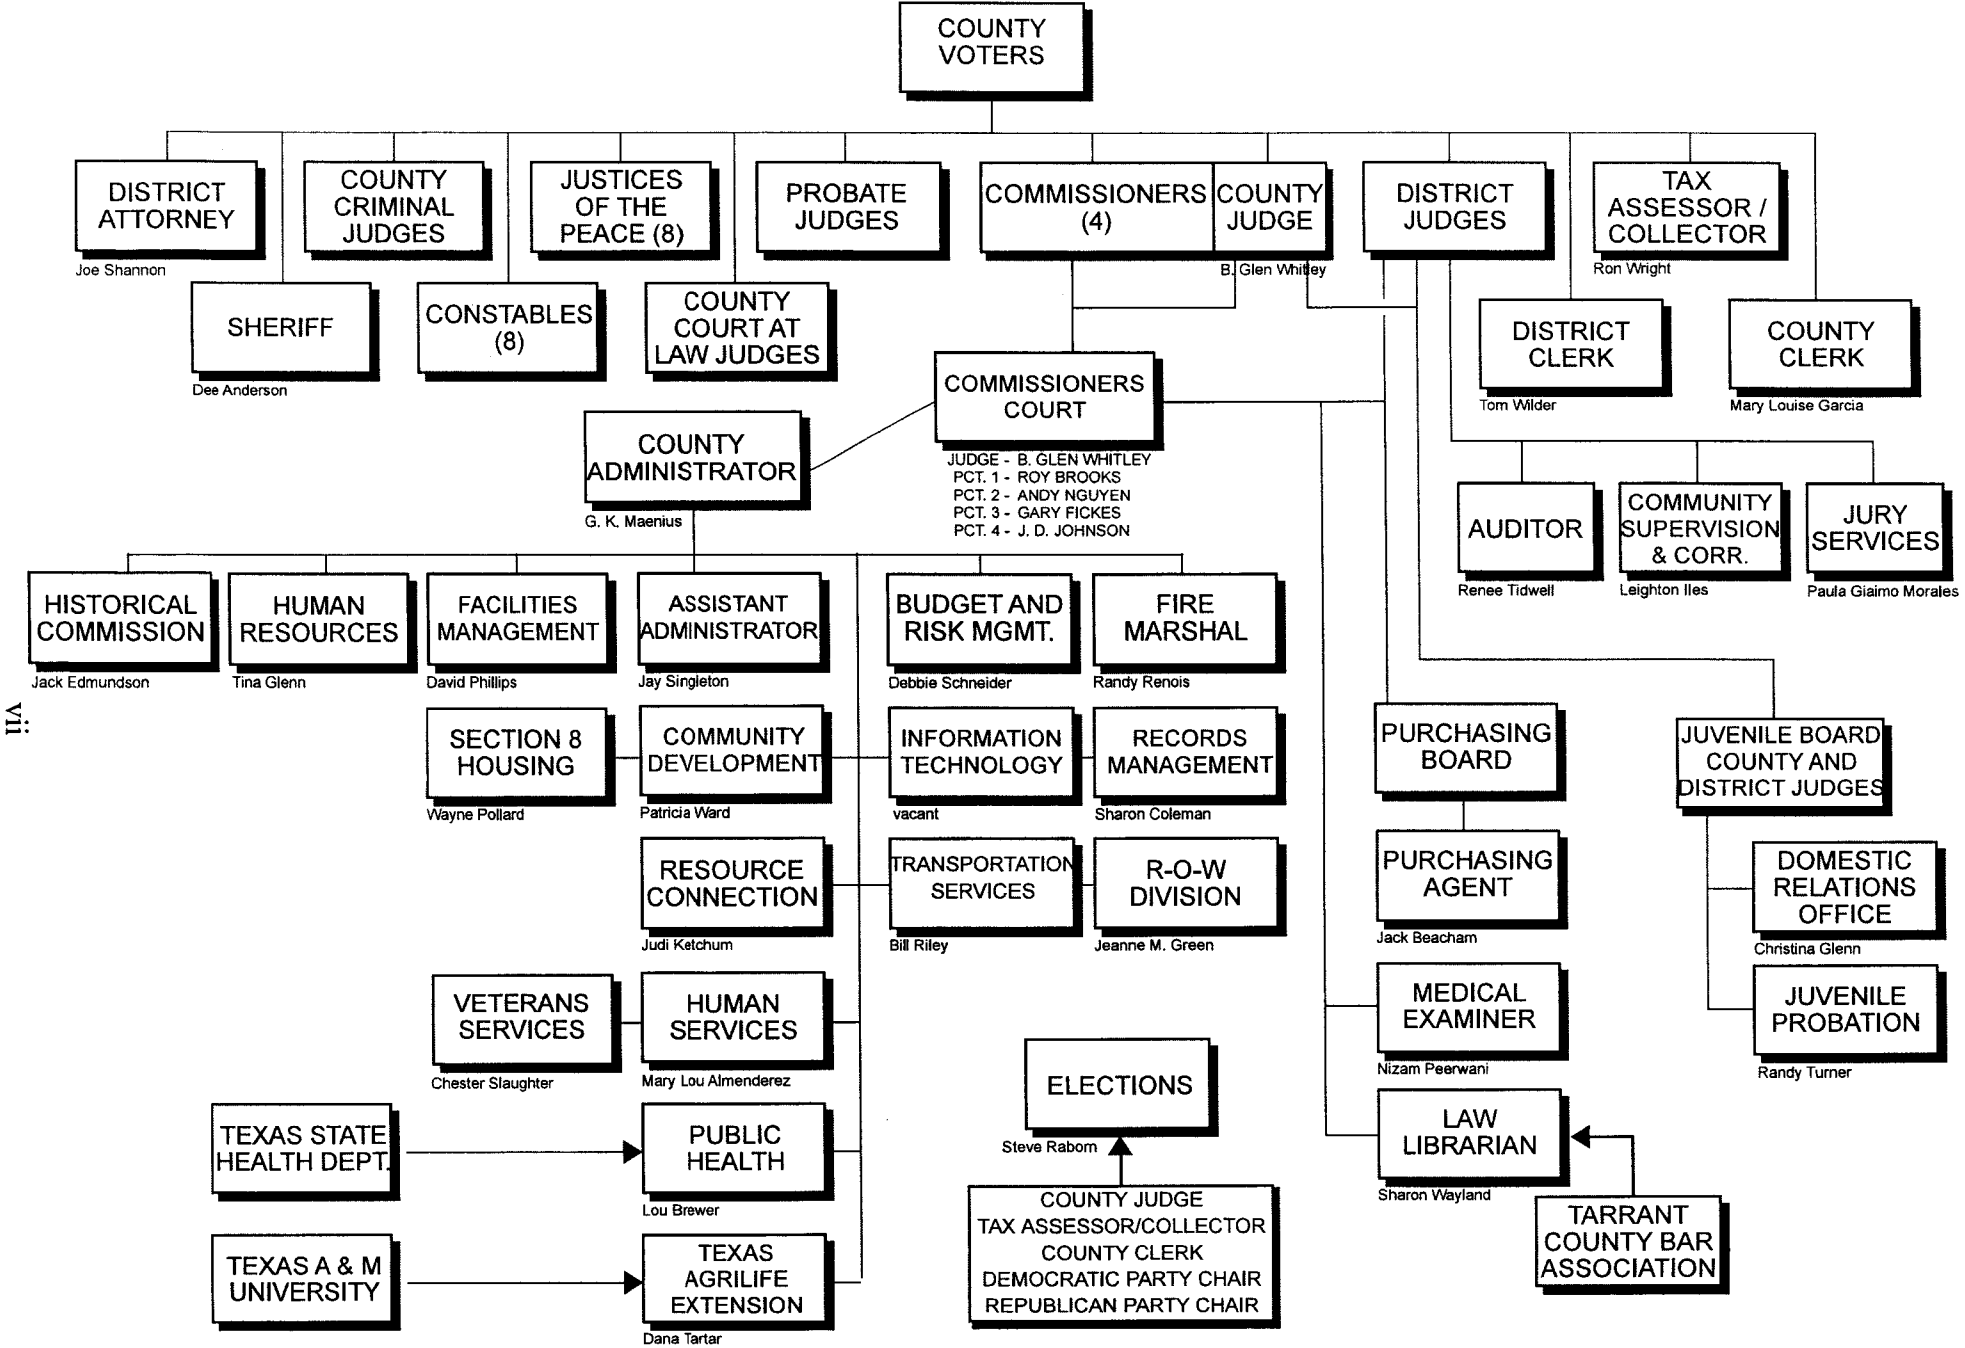 COUNTY
VOTERS
DISTRICT
ATTORNEY
Joe Shannon
COUNTY
CRIMINAL
JUDGES
JUSTICES
OF THE
PEACE (8)
PROBATE
JUDGES
COMMISSIONERS
(4)
COUNTY
JUDGE
B. Glen Whitley
DISTRICT
JUDGES
TAX
ASSESSOR /
COLLECTOR
Ron Wright
SHERIFF
Dee Anderson
CONSTABLES
(8)
COUNTY
COURT AT
LAW JUDGES
DISTRICT
CLERK
Tom Wilder
COUNTY
CLERK
Mary Louise Garcia
COMMISSIONERS
COURT
JUDGE - B. GLEN WHITLEY
PCT. 1 - ROY BROOKS
PCT. 2 - ANDY NGUYEN
PCT. 3 - GARY FICKES
PCT. 4 - J. D. JOHNSON
COUNTY
ADMINISTRATOR
G. K. Maenius
AUDITOR
Renee Tidwell
COMMUNITY
SUPERVISION
& CORR.
Leighton Iles
JURY
SERVICES
Paula Giaimo Morales
HISTORICAL
COMMISSION
Jack Edmundson
HUMAN
RESOURCES
Tina Glenn
FACILITIES
MANAGEMENT
David Phillips
ASSISTANT
ADMINISTRATOR
Jay Singleton
BUDGET AND
RISK MGMT.
Debbie Schneider
FIRE
MARSHAL
Randy Renois
vii
SECTION 8
HOUSING
Wayne Pollard
COMMUNITY
DEVELOPMENT
Patricia Ward
INFORMATION
TECHNOLOGY
vacant
RECORDS
MANAGEMENT
Sharon Coleman
PURCHASING
BOARD
JUVENILE BOARD
COUNTY AND
DISTRICT JUDGES
RESOURCE
CONNECTION
Judi Ketchum
TRANSPORTATION
SERVICES
Bill Riley
R-O-W
DIVISION
Jeanne M. Green
PURCHASING
AGENT
Jack Beacham
DOMESTIC
RELATIONS
OFFICE
Christina Glenn
VETERANS
SERVICES
Chester Slaughter
HUMAN
SERVICES
Mary Lou Almenderez
MEDICAL
EXAMINER
Nizam Peerwani
JUVENILE
PROBATION
Randy Turner
ELECTIONS
Steve Raborn
TEXAS STATE
HEALTH DEPT.
PUBLIC
HEALTH
Lou Brewer
LAW
LIBRARIAN
Sharon Wayland
COUNTY JUDGE
TAX ASSESSOR/COLLECTOR
COUNTY CLERK
DEMOCRATIC PARTY CHAIR
REPUBLICAN PARTY CHAIR
TARRANT
COUNTY BAR
ASSOCIATION
TEXAS A & M
UNIVERSITY
TEXAS
AGRILIFE
EXTENSION
Dana Tartar